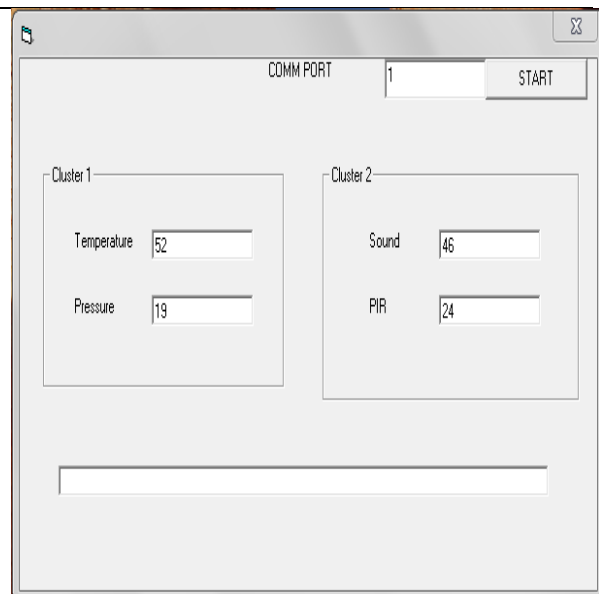 COMM PORT 1 START
Cluster 1 Cluster 2
Temperature 52 Sound 46
Pressure 19 PIR 24